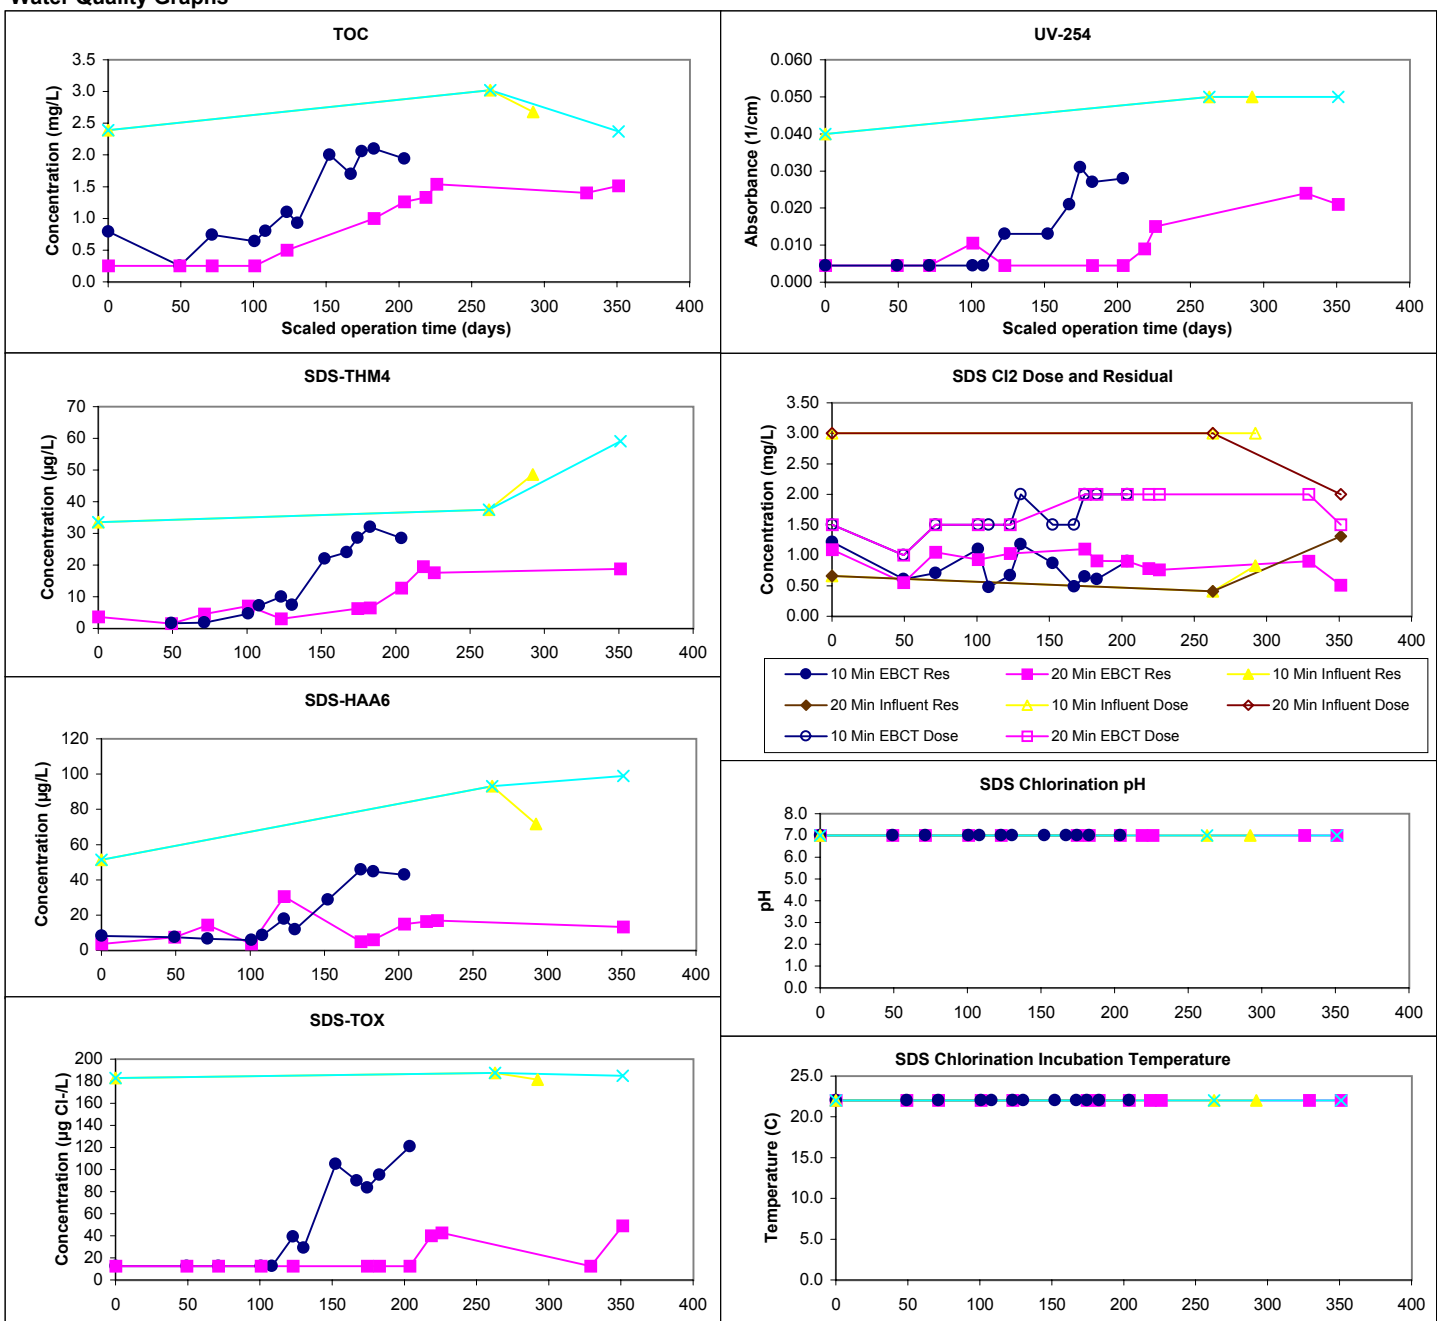 Water Quality Graphs
TOC
Concentration (mg/L)
3.5
3.0
2.5
2.0
1.5
1.0
0.5
0.0
0 50 100 150 200 250 300 350 400
Scaled operation time (days)
UV-254
Absorbance (1/cm)
0.060
0.050
0.040
0.030
0.020
0.010
0.000
0 50 100 150 200 250 300 350 400
Scaled operation time (days)
SDS-THM4
Concentration (µg/L)
70
60
50
40
30
20
10
0
0 50 100 150 200 250 300 350 400
SDS Cl2 Dose and Residual
Concentration (mg/L)
3.50
3.00
2.50
2.00
1.50
1.00
0.50
0.00
0 50 100 150 200 250 300 350 400
10 Min EBCT Res 20 Min EBCT Res 10 Min Influent Res
20 Min Influent Res 10 Min Influent Dose 20 Min Influent Dose
10 Min EBCT Dose 20 Min EBCT Dose
SDS-HAA6
Concentration (µg/L)
120
100
80
60
40
20
0
0 50 100 150 200 250 300 350 400
SDS Chlorination pH
pH
8.0
7.0
6.0
5.0
4.0
3.0
2.0
1.0
0.0
0 50 100 150 200 250 300 350 400
SDS-TOX
Concentration (µg Cl-/L)
200
180
160
140
120
100
80
60
40
20
0
0 50 100 150 200 250 300 350 400
SDS Chlorination Incubation Temperature
Temperature (C)
25.0
20.0
15.0
10.0
5.0
0.0
0 50 100 150 200 250 300 350 400